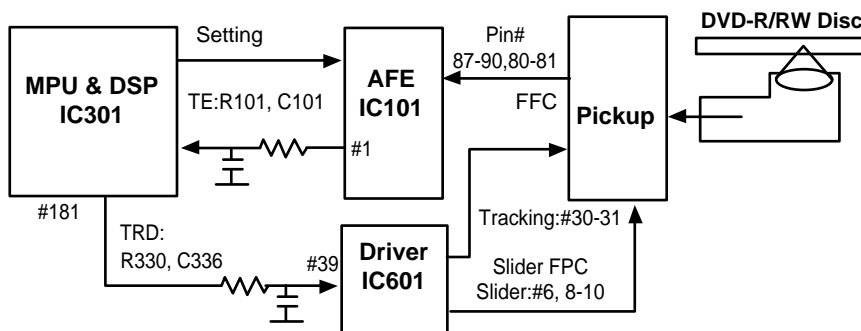 DVD-R/RW Disc
Setting
Pin#
87-90,80-81
MPU & DSP
IC301
AFE
IC101
TE:R101, C101
FFC
Pickup
#1
#181
Tracking:#30-31
TRD:
R330, C336
#39
Driver
IC601
Slider FPC
Slider:#6, 8-10